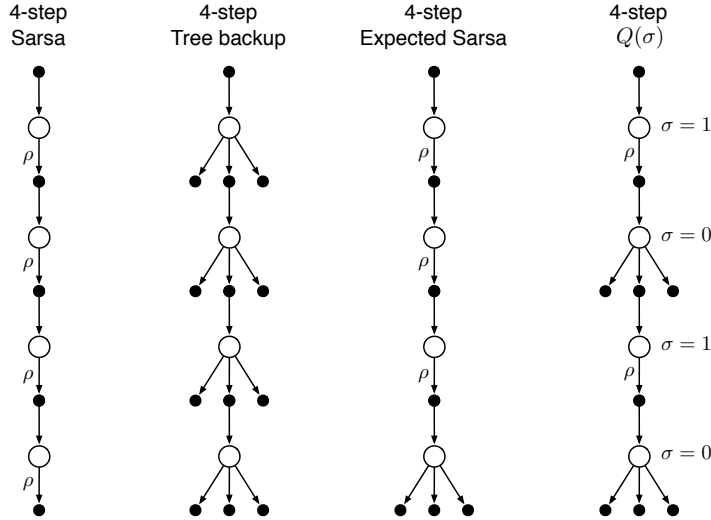 4-step
Sarsa
4-step
Tree backup
4-step
Expected Sarsa
4-step
Q(σ)
σ = 1
ρ
ρ
ρ
σ = 0
ρ
ρ
σ = 1
ρ
ρ
ρ
σ = 0
ρ